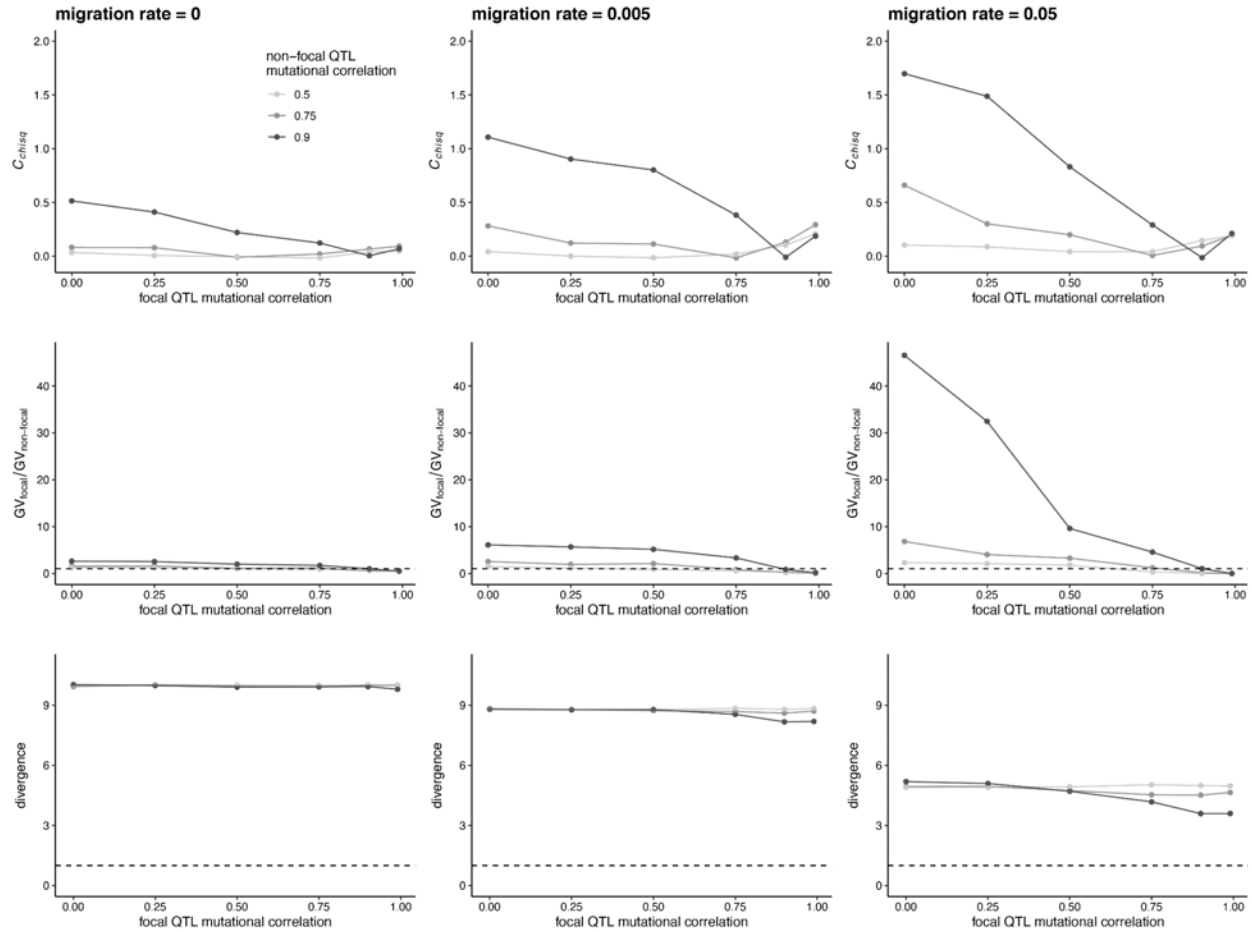 migration rate = 0
migration rate = 0.005
migration rate = 0.05
C_chisq
2.0
1.5
1.0
0.5
0.0
non-focal QTL
mutational correlation
0.5
0.75
0.9
0.00 0.25 0.50 0.75 1.00
focal QTL mutational correlation
C_chisq
2.0
1.5
1.0
0.5
0.0
0.00 0.25 0.50 0.75 1.00
focal QTL mutational correlation
C_chisq
2.0
1.5
1.0
0.5
0.0
0.00 0.25 0.50 0.75 1.00
focal QTL mutational correlation
GV_focal/GV_non-focal
40
30
20
10
0
0.00 0.25 0.50 0.75 1.00
focal QTL mutational correlation
GV_focal/GV_non-focal
40
30
20
10
0
0.00 0.25 0.50 0.75 1.00
focal QTL mutational correlation
GV_focal/GV_non-focal
40
30
20
10
0
0.00 0.25 0.50 0.75 1.00
focal QTL mutational correlation
divergence
9
6
3
0
0.00 0.25 0.50 0.75 1.00
focal QTL mutational correlation
divergence
9
6
3
0
0.00 0.25 0.50 0.75 1.00
focal QTL mutational correlation
divergence
9
6
3
0
0.00 0.25 0.50 0.75 1.00
focal QTL mutational correlation